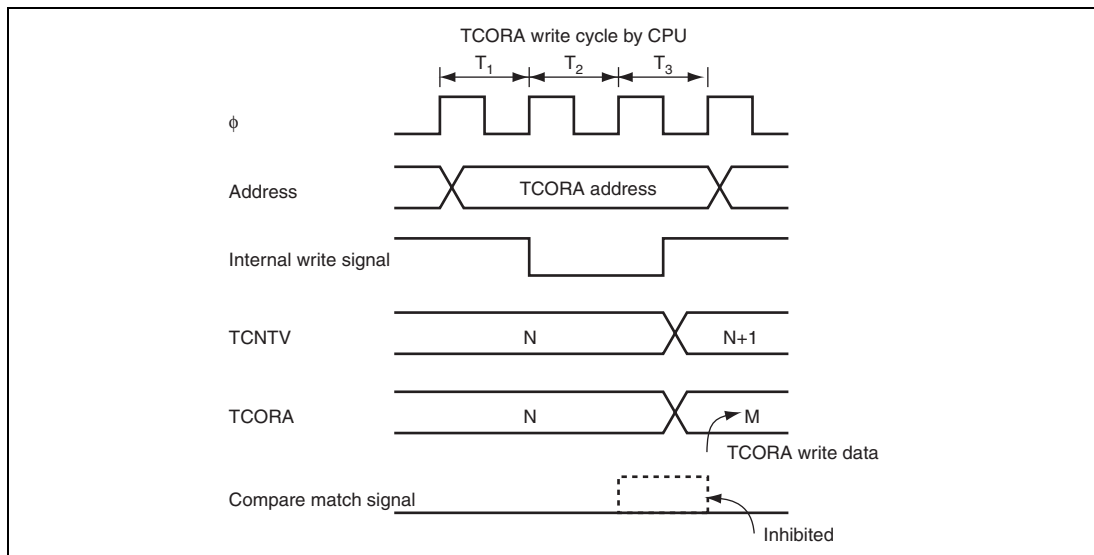 TCORA write cycle by CPU
T1 T2 T3
ϕ
Address TCORA address
Internal write signal
TCNTV N N+1
TCORA N M
TCORA write data
Compare match signal
Inhibited